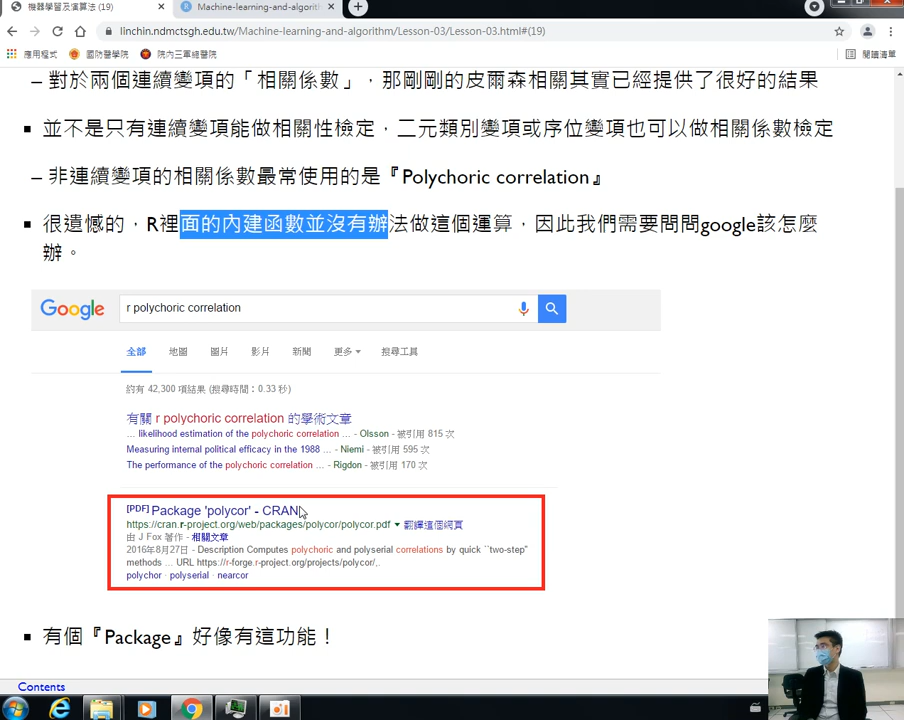 機器學習及演算法 (19)
Machine-learning-and-algorith
linchin.ndmctsgh.edu.tw/Machine-learning-and-algorithm/Lesson-03/Lesson-03.html#(19)
應用程式 國防醫學院 院內三軍總醫院 閱讀清單
– 對於兩個連續變項的「相關係數」，那剛剛的皮爾森相關其實已經提供了很好的結果
▪ 並不是只有連續變項能做相關性檢定，二元類別變項或序位變項也可以做相關係數檢定
– 非連續變項的相關係數最常使用的是『Polychoric correlation』
▪ 很遺憾的，R裡面的內建函數並沒有辦法做這個運算，因此我們需要問問google該怎麼
辦。
Google r polychoric correlation
全部 地圖 圖片 影片 新聞 更多 搜尋工具
約有 42,300 項結果 (搜尋時間：0.33 秒)
有關 r polychoric correlation 的學術文章
... likelihood estimation of the polychoric correlation ... - Olsson - 被引用 815 次
Measuring internal political efficacy in the 1988 ... - Niemi - 被引用 595 次
The performance of the polychoric correlation ... - Rigdon - 被引用 170 次
[PDF] Package 'polycor' - CRAN
https://cran.r-project.org/web/packages/polycor/polycor.pdf ▼ 翻譯這個網頁
由 J Fox 著作 - 相關文章
2016年8月27日 - Description Computes polychoric and polyserial correlations by quick ``two-step''
methods ... URL https://r-forge.r-project.org/projects/polycor/,.
polychor · polyserial · nearcor
▪ 有個『Package』好像有這功能！
Contents